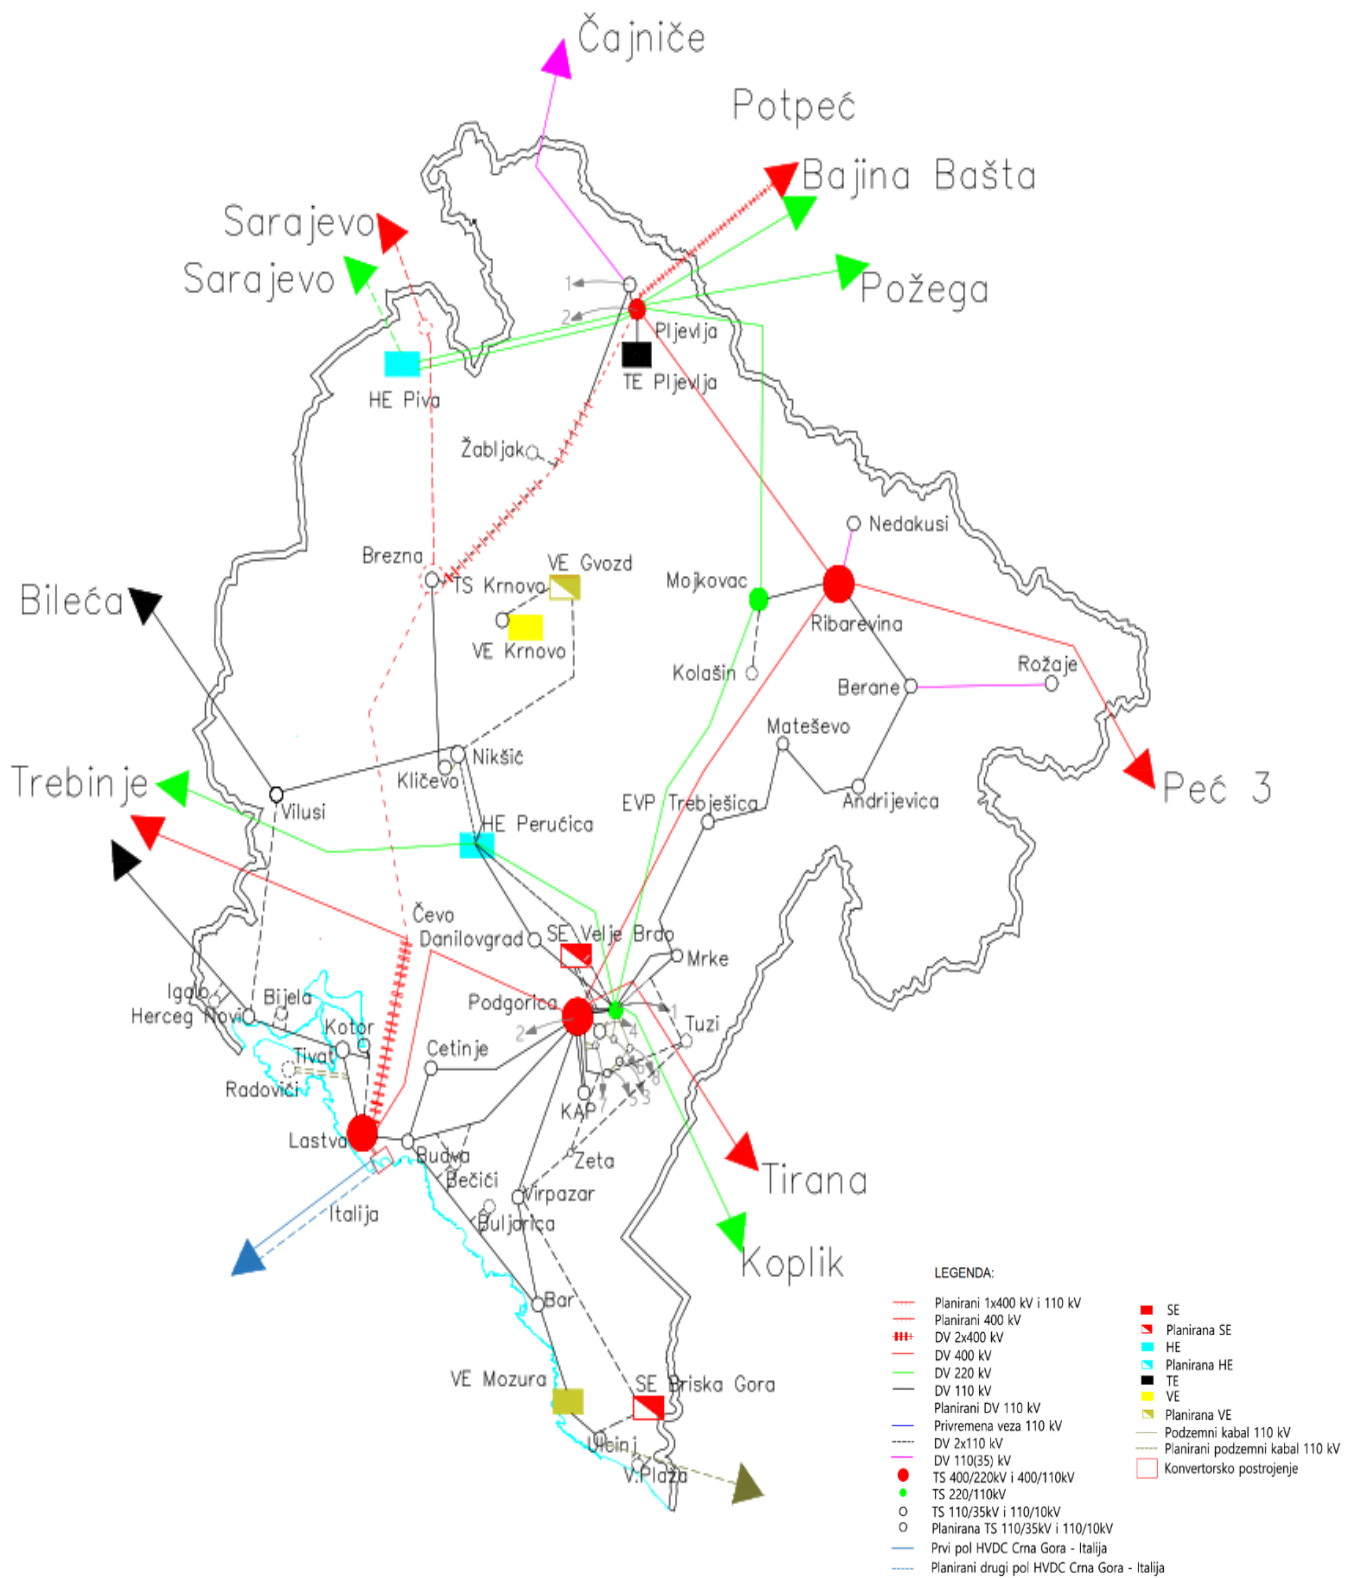 Čajniče
Potpeć
Bajina Bašta
Sarajevo
Sarajevo
Požega
1
2
Pljevlja
TE Pljevlja
HE Piva
Žabljak
Nedakusi
Brezna
TS Krnovo
VE Gvozd
Mojkovac
Bileća
Ribarevina
VE Krnovo
Kolašin
Rožaje
Berane
Mateševo
Nikšić
Kličevo
Trebinje
Vilusi
EVP Trebješica
Andrijevica
Peć 3
HE Perućica
Čevo
Danilovgrad
SE Velje Brdo
Mrke
Igalo
Herceg Novi
Bijela
Podgorica
1
2
4
Tuzi
Kotor
Tivat
Cetinje
6
8
Radovići
KAP
7
5
3
Lastva
Budva
Bečići
Zeta
Tirana
Virpazar
Italija
Buljarica
Koplik
Bar
VE Mozura
SE Briska Gora
Ulcinj
V.Plaža
LEGENDA:
Planirani 1x400 kV i 110 kV
Planirani 400 kV
DV 2x400 kV
DV 400 kV
DV 220 kV
DV 110 kV
Planirani DV 110 kV
Privremena veza 110 kV
DV 2x110 kV
DV 110(35) kV
TS 400/220kV i 400/110kV
TS 220/110kV
TS 110/35kV i 110/10kV
Planirana TS 110/35kV i 110/10kV
Prvi pol HVDC Crna Gora - Italija
Planirani drugi pol HVDC Crna Gora - Italija
SE
Planirana SE
HE
Planirana HE
TE
VE
Planirana VE
Podzemni kabal 110 kV
Planirani podzemni kabal 110 kV
Konvertorsko postrojenje